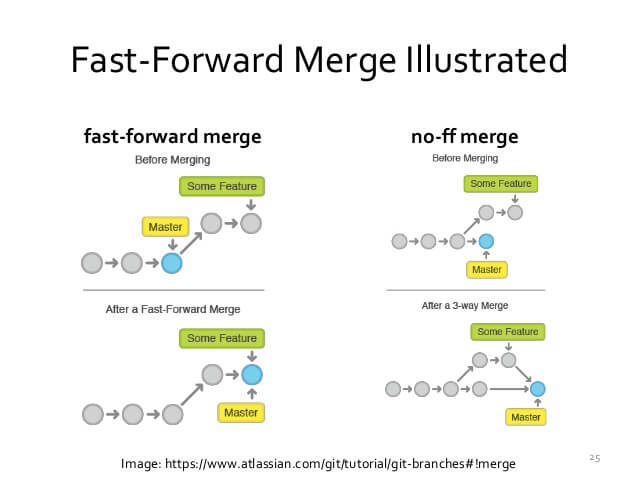 Fast-Forward Merge Illustrated
fast-forward merge
Before Merging
Some Feature
Master
After a Fast-Forward Merge
Some Feature
Master
no-ff merge
Before Merging
Some Feature
Master
After a 3-way Merge
Some Feature
Master
Image: https://www.atlassian.com/git/tutorial/git-branches#!merge
25